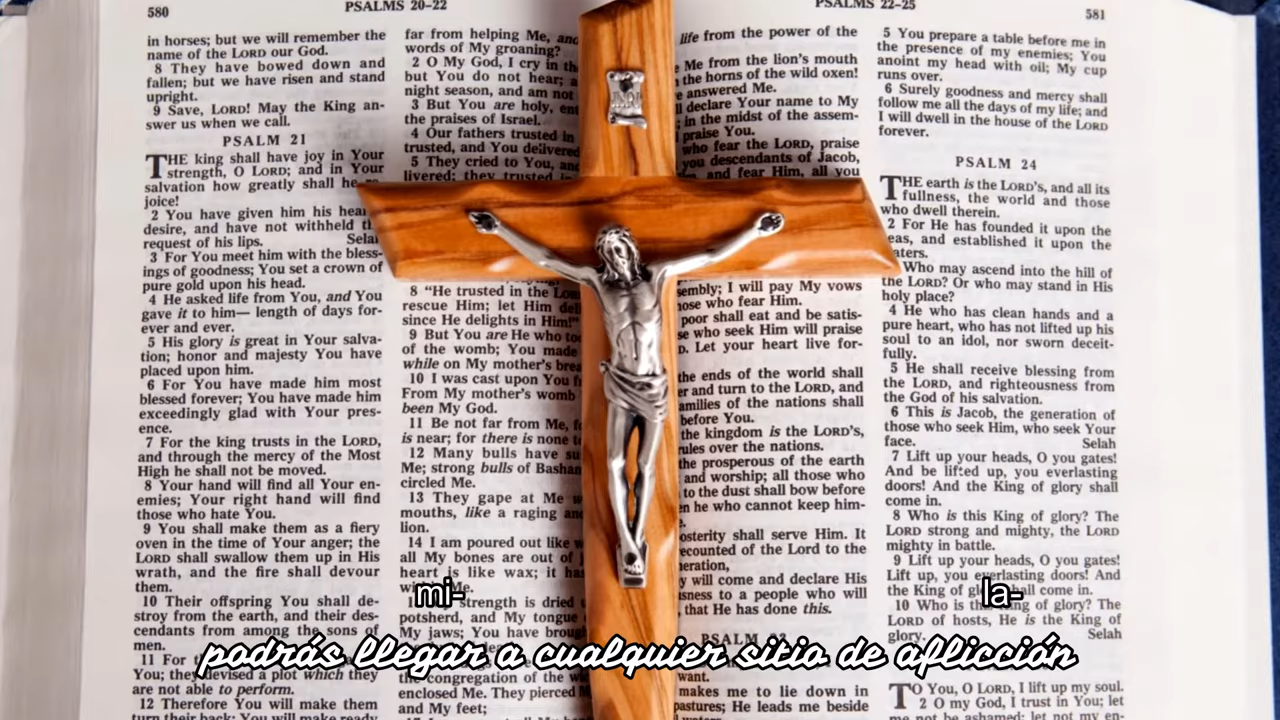 580
PSALMS 20–22
PSALMS 22–25
581
in horses; but we will remember the
name of the LORD our God.
8 They have bowed down and
fallen; but we have risen and stand
upright.
9 Save, LORD! May the King an-
swer us when we call.
PSALM 21
THE king shall have joy in Your
strength, O LORD; and in Your
salvation how greatly shall he re-
joice!
2 You have given him his
desire, and have not withheld
request of his lips. Selah
3 For You meet him with the bless-
ings of goodness; You set a crown of
pure gold upon his head.
4 He asked life from You, and You
gave it to him— length of days for-
ever and ever.
5 His glory is great in Your salva-
tion; honor and majesty You have
placed upon him.
6 For You have made him most
blessed forever; You have made him
exceedingly glad with Your pres-
ence.
7 For the king trusts in the LORD,
and through the mercy of the Most
High he shall not be moved.
8 Your hand will find all Your en-
emies; Your right hand will find
those who hate You.
9 You shall make them as a fiery
oven in the time of Your anger; the
LORD shall swallow them up in His
wrath, and the fire shall devour
them.
10 Their offspring You shall de-
stroy from the earth, and their des-
cendants from among the sons of
men.
11 For
You; they devised a plot which they
are not able to perform.
12 Therefore You will make them
turn their back; You will make ready
far from helping Me, and
words of My groaning?
2 O My God, I cry in the
but You do not hear;
night season, and am not
3 But You are holy,
the praises of Israel.
4 Our fathers trusted in
trusted, and You delivered
5 They cried to You, and
livered; they trusted in
8 “He trusted in the
rescue Him; let Him
since He delights in Him!”
9 But You are He who
of the womb; You made
while on My mother's
10 I was cast upon You
From My mother's womb
been My God.
11 Be not far from Me,
is near; for there is none
12 Many bulls have
Me; strong bulls of Bashan
circled Me.
13 They gape at Me
mouths, like a raging and
lion.
14 I am poured out like
all My bones are out of
heart is like wax; it has
Me.
strength is dried
potsherd, and My tongue
My jaws; You have brought
the congregation of the
enclosed Me. They pierced
and My feet;
life from the power of the
Me from the lion's mouth
the horns of the wild oxen!
answered Me.
declare Your name to My
in the midst of the assem-
praise You.
who fear the LORD, praise
you descendants of Jacob,
and fear Him, all you
sembly; I will pay My vows
those who fear Him.
poor shall eat and be satis-
who seek Him will praise
Let your heart live for-
the ends of the world shall
and turn to the LORD, and
families of the nations shall
before You.
the kingdom is the LORD'S,
rules over the nations.
the prosperous of the earth
and worship; all those who
to the dust shall bow before
he who cannot keep him-
posterity shall serve Him. It
recounted of the Lord to the
generation,
will come and declare His
to a people who will
that He has done this.
PSALM
want.
makes me to lie down in
pastures; He leads me beside
waters.
5 You prepare a table before me in
the presence of my enemies; You
anoint my head with oil; My cup
runs over.
6 Surely goodness and mercy shall
follow me all the days of my life; and
I will dwell in the house of the LORD
forever.
PSALM 24
THE earth is the LORD'S, and all its
fullness, the world and those
who dwell therein.
2 For He has founded it upon the
seas, and established it upon the
waters.
Who may ascend into the hill of
the LORD? Or who may stand in His
holy place?
4 He who has clean hands and a
pure heart, who has not lifted up his
soul to an idol, nor sworn deceit-
fully.
5 He shall receive blessing from
the LORD, and righteousness from
the God of his salvation.
6 This is Jacob, the generation of
those who seek Him, who seek Your
face. Selah
7 Lift up your heads, O you gates!
And be lifted up, you everlasting
doors! And the King of glory shall
come in.
8 Who is this King of glory? The
LORD strong and mighty, the LORD
mighty in battle.
9 Lift up your heads, O you gates!
Lift up, you everlasting doors! And
the King of glory shall come in.
10 Who is this King of glory? The
LORD of hosts, He is the King of
glory. Selah
TO You, O LORD, I lift up my soul.
2 O my God, I trust in You; let
me not be ashamed; let not my en-
mi- la-
podrás llegar a cualquier sitio de aflicción